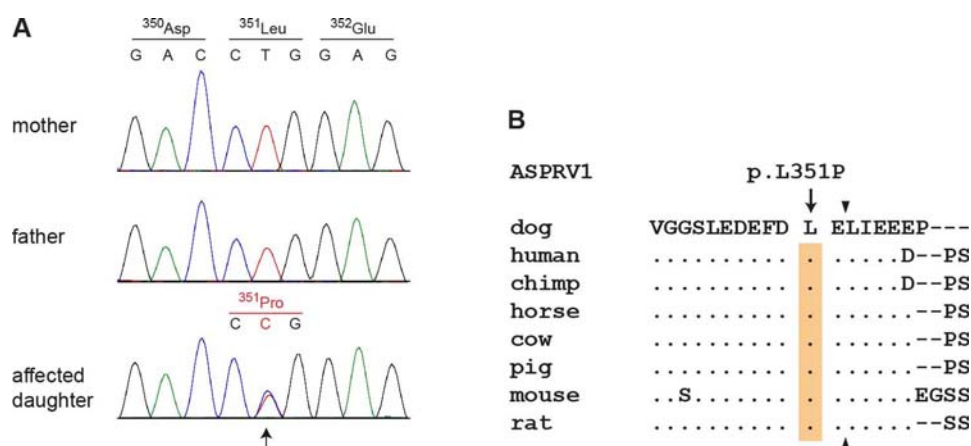 A
350Asp 351Leu 352Glu
G A C C T G G A G
mother
father
351Pro
C C G
affected
daughter
B
ASPRV1 p.L351P
dog VGGSLEDEFD L ELIEEEP---
human .......... . .....D--PS
chimp .......... . .....D--PS
horse .......... . ......--PS
cow .......... . ......--PS
pig .......... . ......--PS
mouse ..S....... . ......EGSS
rat .......... . ......--SS